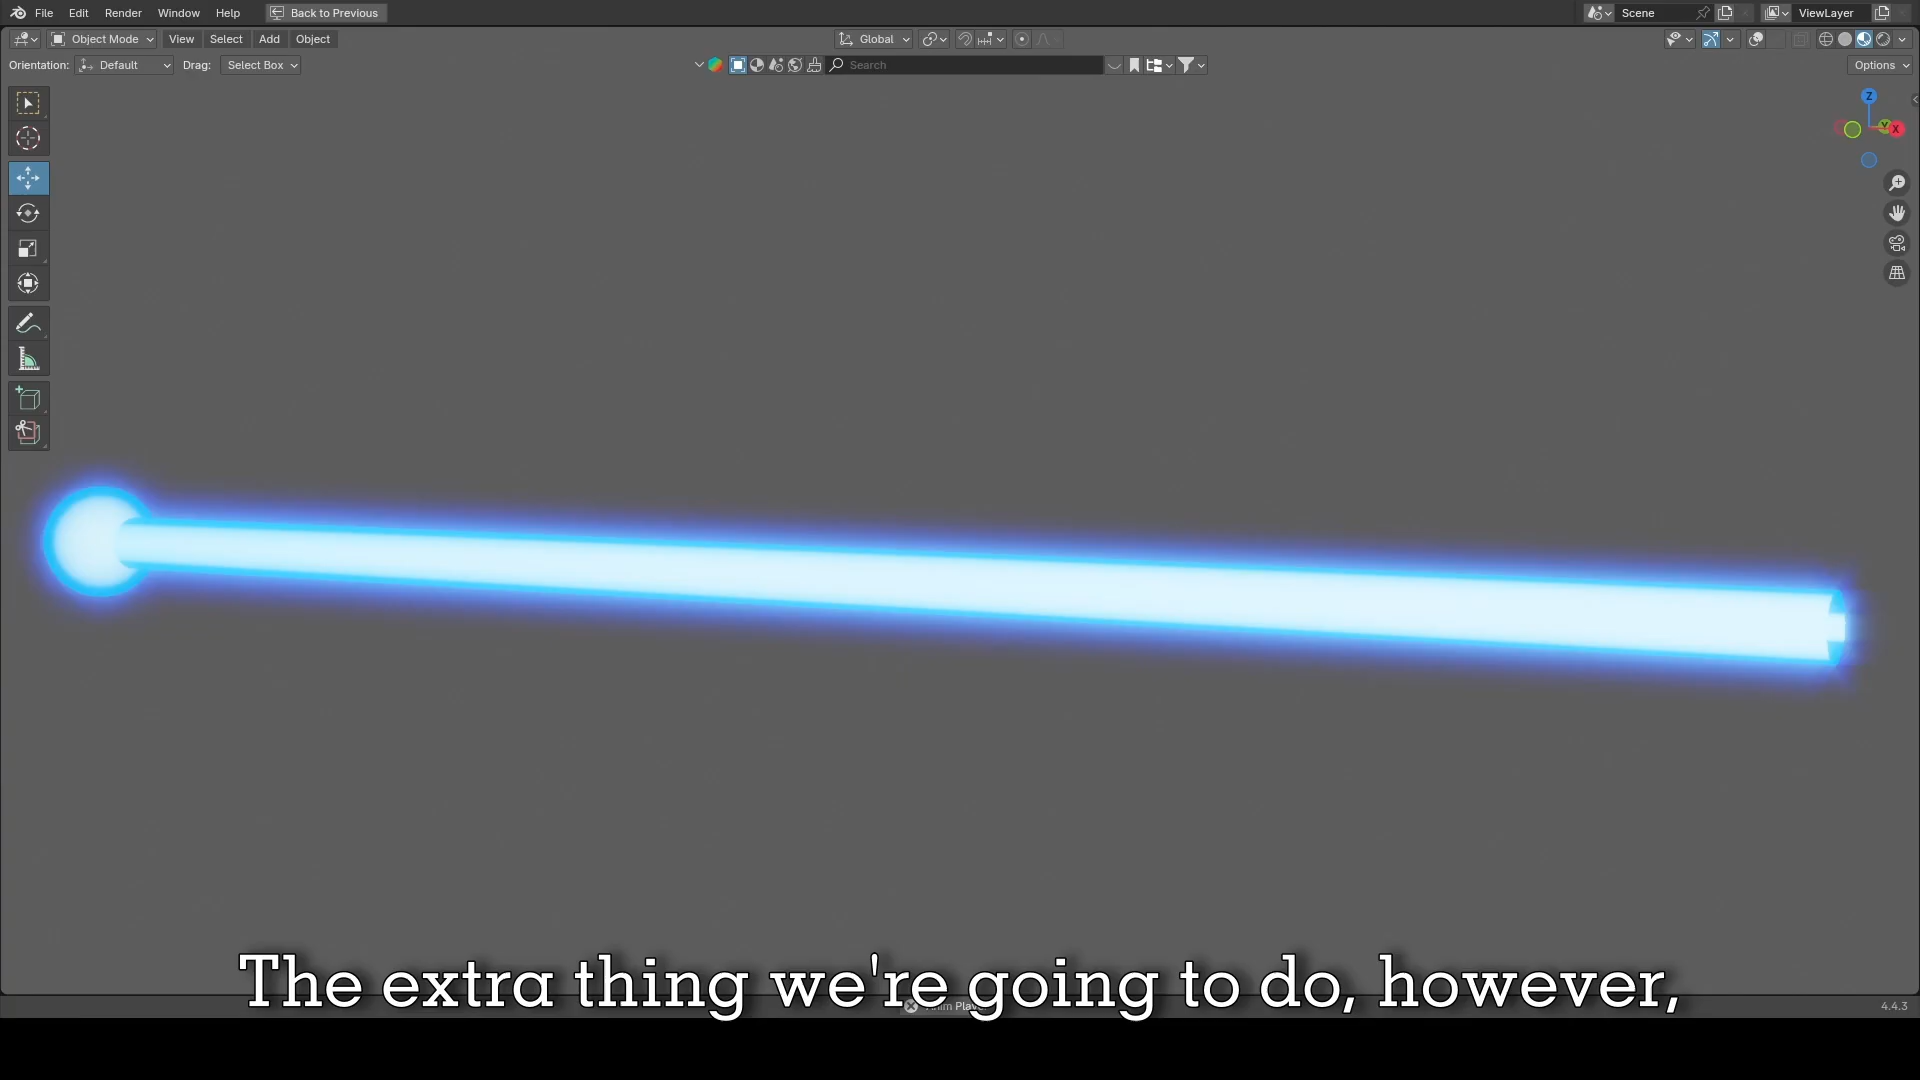 File Edit Render Window Help Back to Previous Scene ViewLayer
Object Mode View Select Add Object Global
Orientation: Default Drag: Select Box Search Options
Z
Y X
The extra thing we're going to do, however,
4.4.3